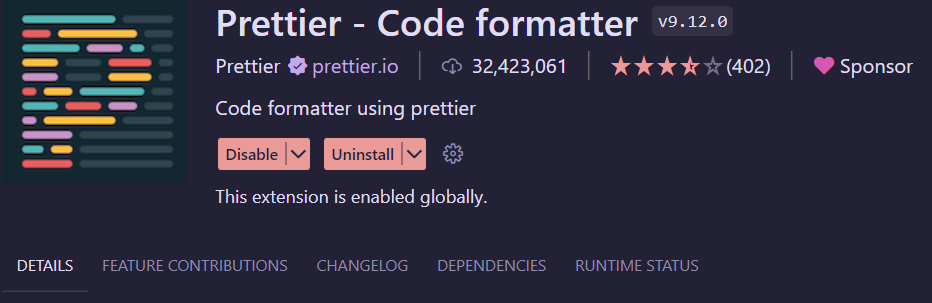 Prettier - Code formatter v9.12.0
Prettier prettier.io 32,423,061 (402) Sponsor
Code formatter using prettier
Disable Uninstall
This extension is enabled globally.
DETAILS FEATURE CONTRIBUTIONS CHANGELOG DEPENDENCIES RUNTIME STATUS